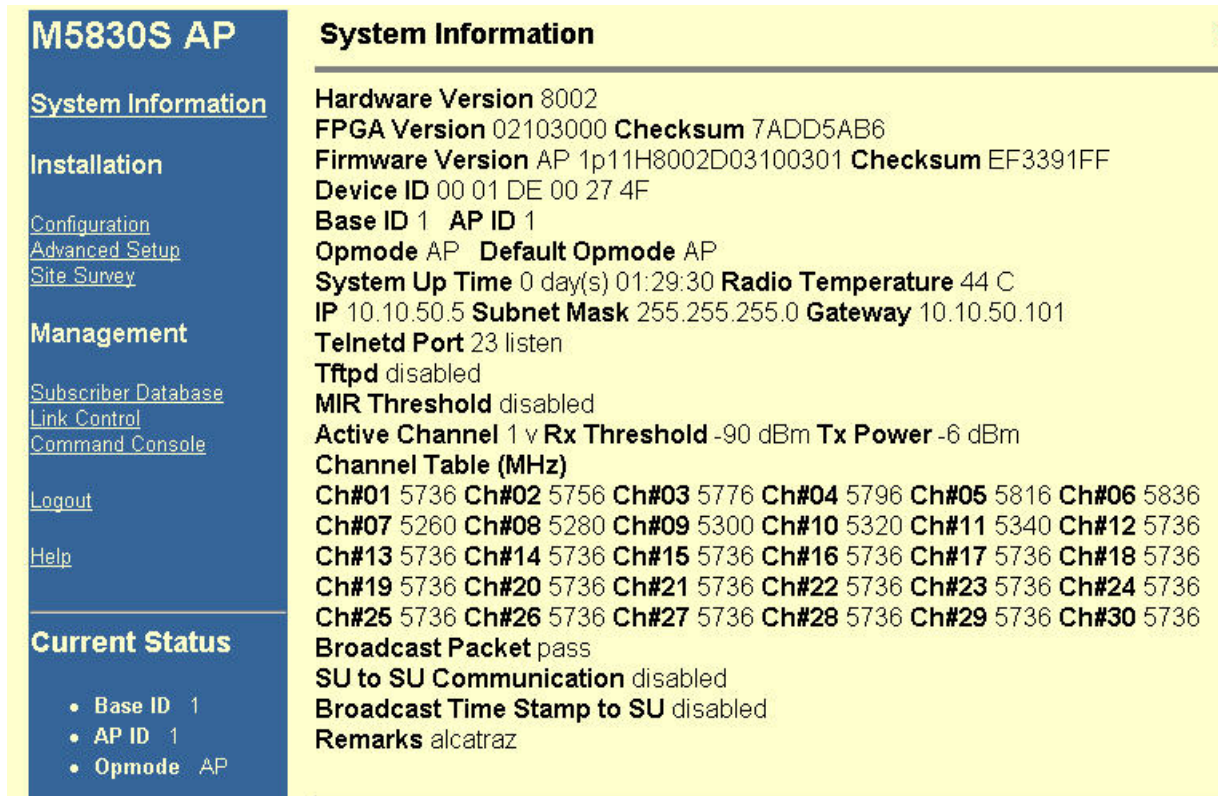 M5830S AP
System Information
Installation
Configuration
Advanced Setup
Site Survey
Management
Subscriber Database
Link Control
Command Console
Logout
Help
Current Status
• Base ID 1
• AP ID 1
• Opmode AP
System Information
Hardware Version 8002
FPGA Version 02103000 Checksum 7ADD5AB6
Firmware Version AP 1p11H8002D03100301 Checksum EF3391FF
Device ID 00 01 DE 00 27 4F
Base ID 1 AP ID 1
Opmode AP Default Opmode AP
System Up Time 0 day(s) 01:29:30 Radio Temperature 44 C
IP 10.10.50.5 Subnet Mask 255.255.255.0 Gateway 10.10.50.101
Telnetd Port 23 listen
Tftpd disabled
MIR Threshold disabled
Active Channel 1 v Rx Threshold -90 dBm Tx Power -6 dBm
Channel Table (MHz)
Ch#01 5736 Ch#02 5756 Ch#03 5776 Ch#04 5796 Ch#05 5816 Ch#06 5836
Ch#07 5260 Ch#08 5280 Ch#09 5300 Ch#10 5320 Ch#11 5340 Ch#12 5736
Ch#13 5736 Ch#14 5736 Ch#15 5736 Ch#16 5736 Ch#17 5736 Ch#18 5736
Ch#19 5736 Ch#20 5736 Ch#21 5736 Ch#22 5736 Ch#23 5736 Ch#24 5736
Ch#25 5736 Ch#26 5736 Ch#27 5736 Ch#28 5736 Ch#29 5736 Ch#30 5736
Broadcast Packet pass
SU to SU Communication disabled
Broadcast Time Stamp to SU disabled
Remarks alcatraz